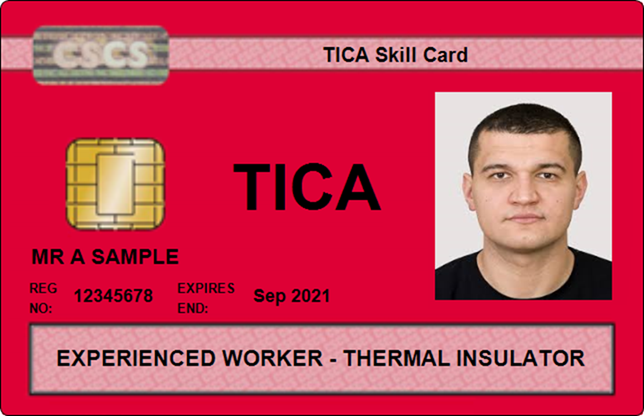 CSCS
TICA Skill Card
TICA
MR A SAMPLE
REG NO: 12345678 EXPIRES END: Sep 2021
EXPERIENCED WORKER - THERMAL INSULATOR